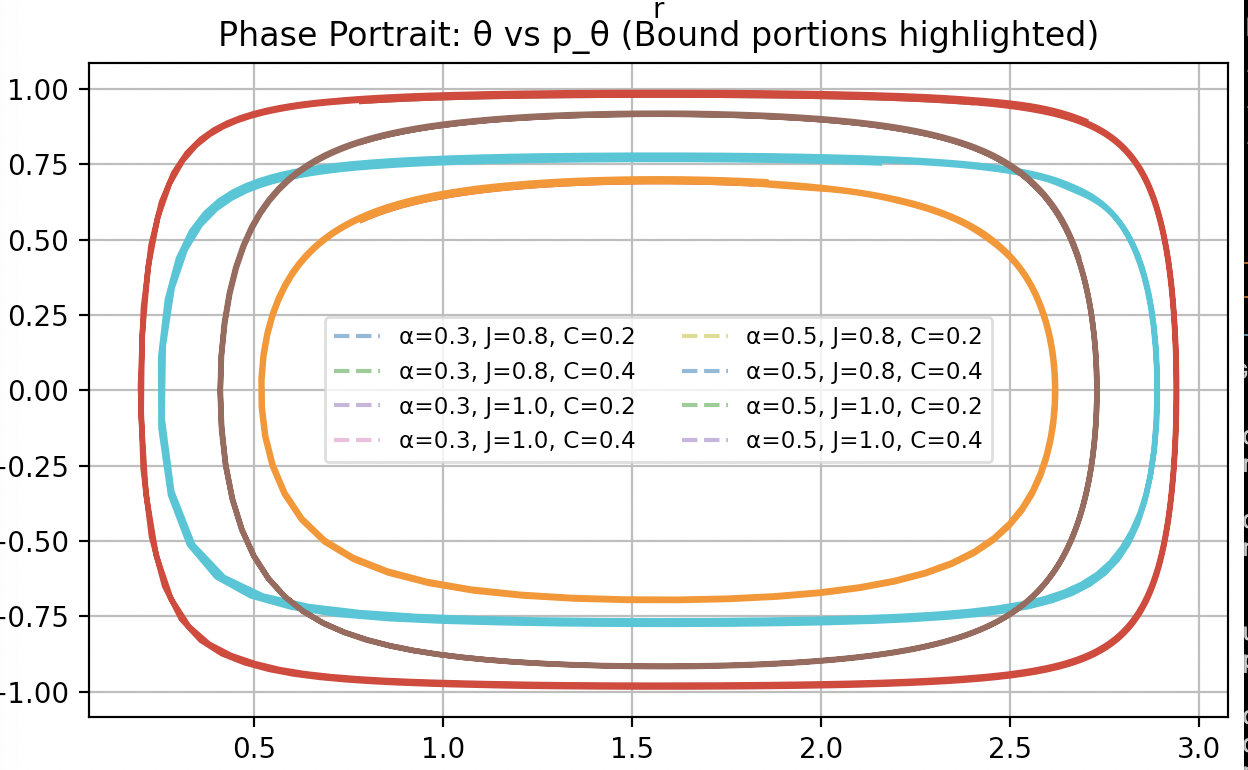 r
Phase Portrait: θ vs p_θ (Bound portions highlighted)
1.00
0.75
0.50
0.25
0.00
-0.25
-0.50
-0.75
-1.00
α=0.3, J=0.8, C=0.2
α=0.3, J=0.8, C=0.4
α=0.3, J=1.0, C=0.2
α=0.3, J=1.0, C=0.4
α=0.5, J=0.8, C=0.2
α=0.5, J=0.8, C=0.4
α=0.5, J=1.0, C=0.2
α=0.5, J=1.0, C=0.4
0.5 1.0 1.5 2.0 2.5 3.0